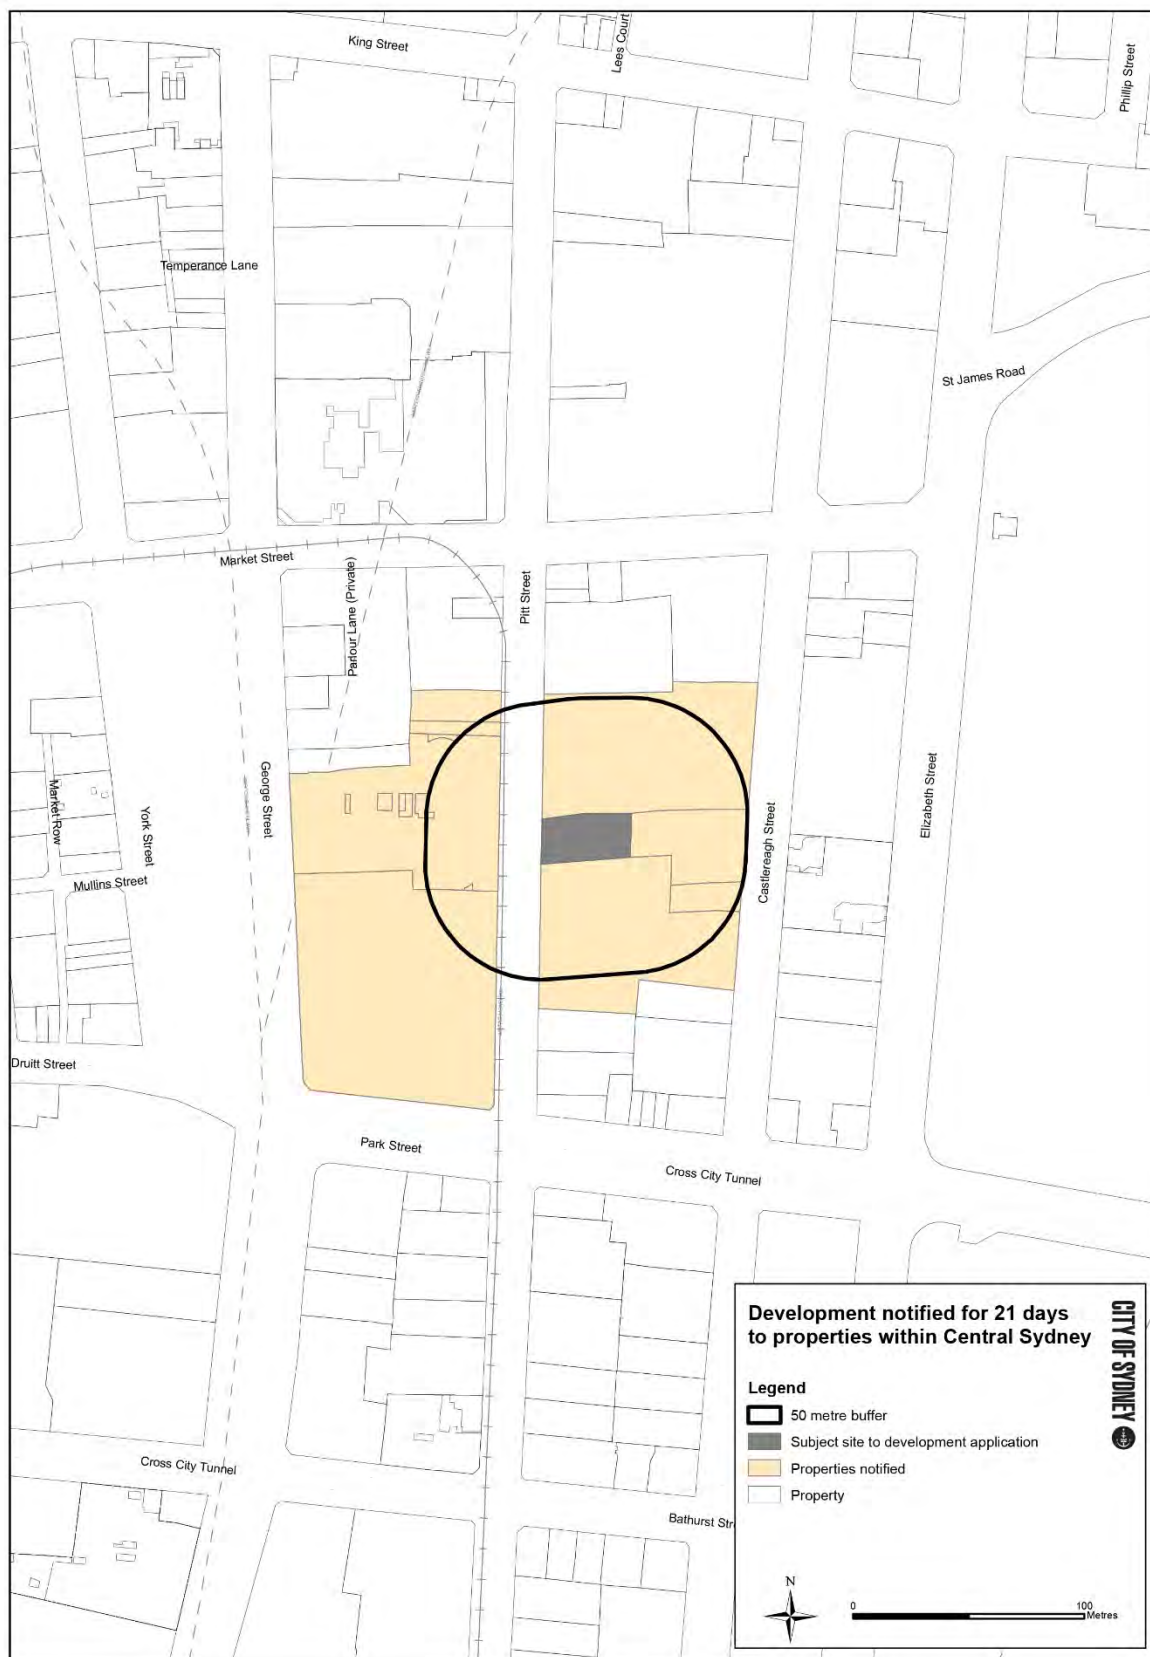 King Street
Lees Court
Phillip Street
Temperance Lane
St James Road
Market Street
Parlour Lane (Private)
Pitt Street
George Street
Market Row
York Street
Mullins Street
Castlereagh Street
Elizabeth Street
Druitt Street
Park Street
Cross City Tunnel
Cross City Tunnel
Bathurst Str
Development notified for 21 days
to properties within Central Sydney
CITY OF SYDNEY
Legend
50 metre buffer
Subject site to development application
Properties notified
Property
N
0
100
Metres